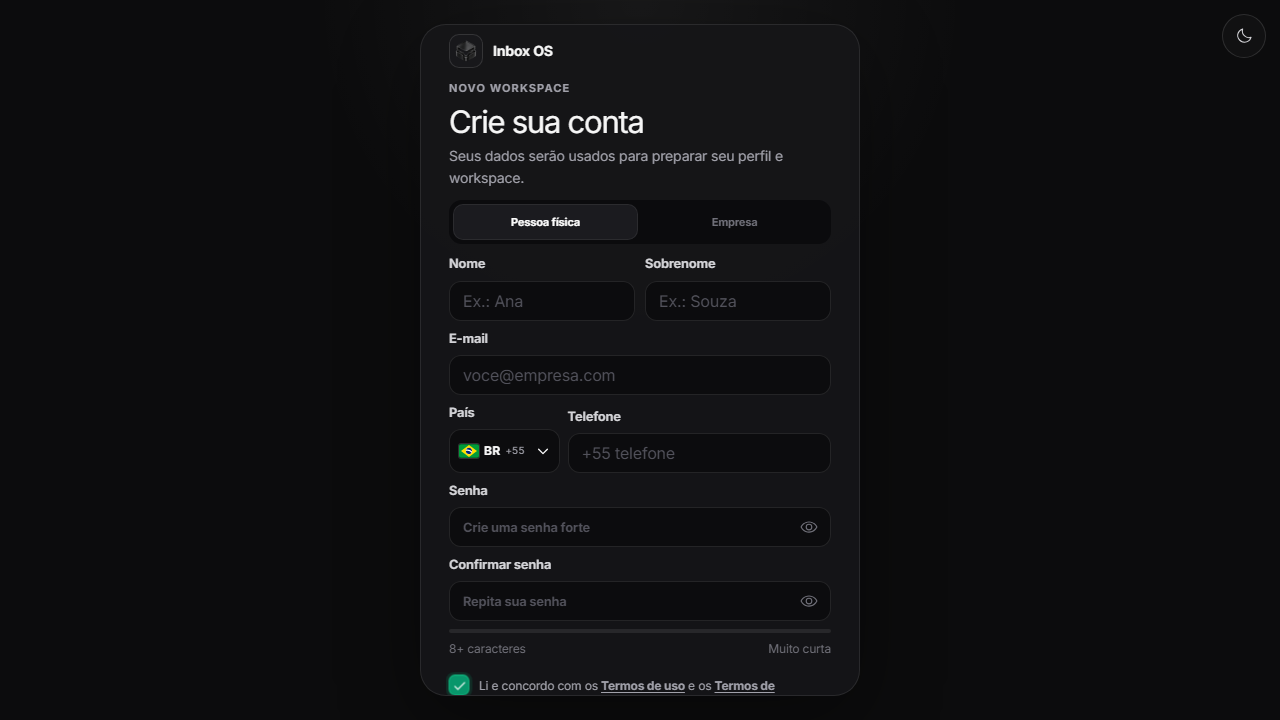 Inbox OS
NOVO WORKSPACE
Crie sua conta
Seus dados serão usados para preparar seu perfil e
workspace.
Pessoa física Empresa
Nome Sobrenome
Ex.: Ana Ex.: Souza
E-mail
voce@empresa.com
País Telefone
BR +55 +55 telefone
Senha
Crie uma senha forte
Confirmar senha
Repita sua senha
8+ caracteres Muito curta
Li e concordo com os Termos de uso e os Termos de